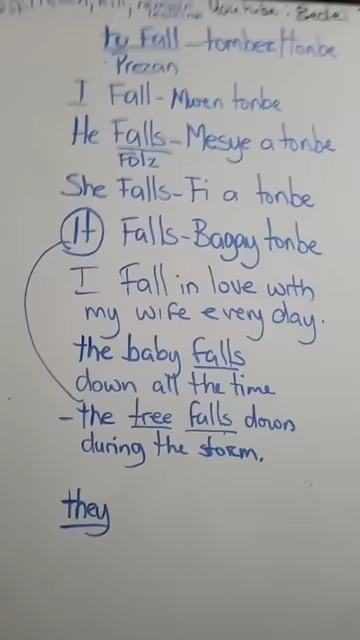 to Fall - tomber/tonbe
Prezan
I Fall - Mwen tonbe
He Falls - Mesye a tonbe
Fòlz
She Falls - Fi a tonbe
It Falls - Bagay tonbe
I Fall in love with
my wife every day.
the baby falls
down all the time
- the tree falls down
during the storm.
they